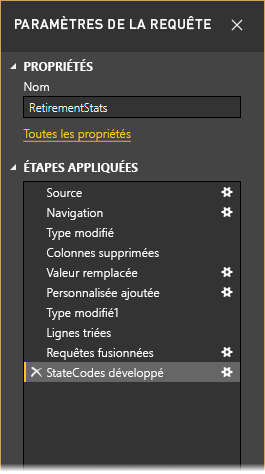 PARAMÈTRES DE LA REQUÊTE
PROPRIÉTÉS
Nom
RetirementStats
Toutes les propriétés
ÉTAPES APPLIQUÉES
Source
Navigation
Type modifié
Colonnes supprimées
Valeur remplacée
Personnalisée ajoutée
Type modifié1
Lignes triées
Requêtes fusionnées
StateCodes développé